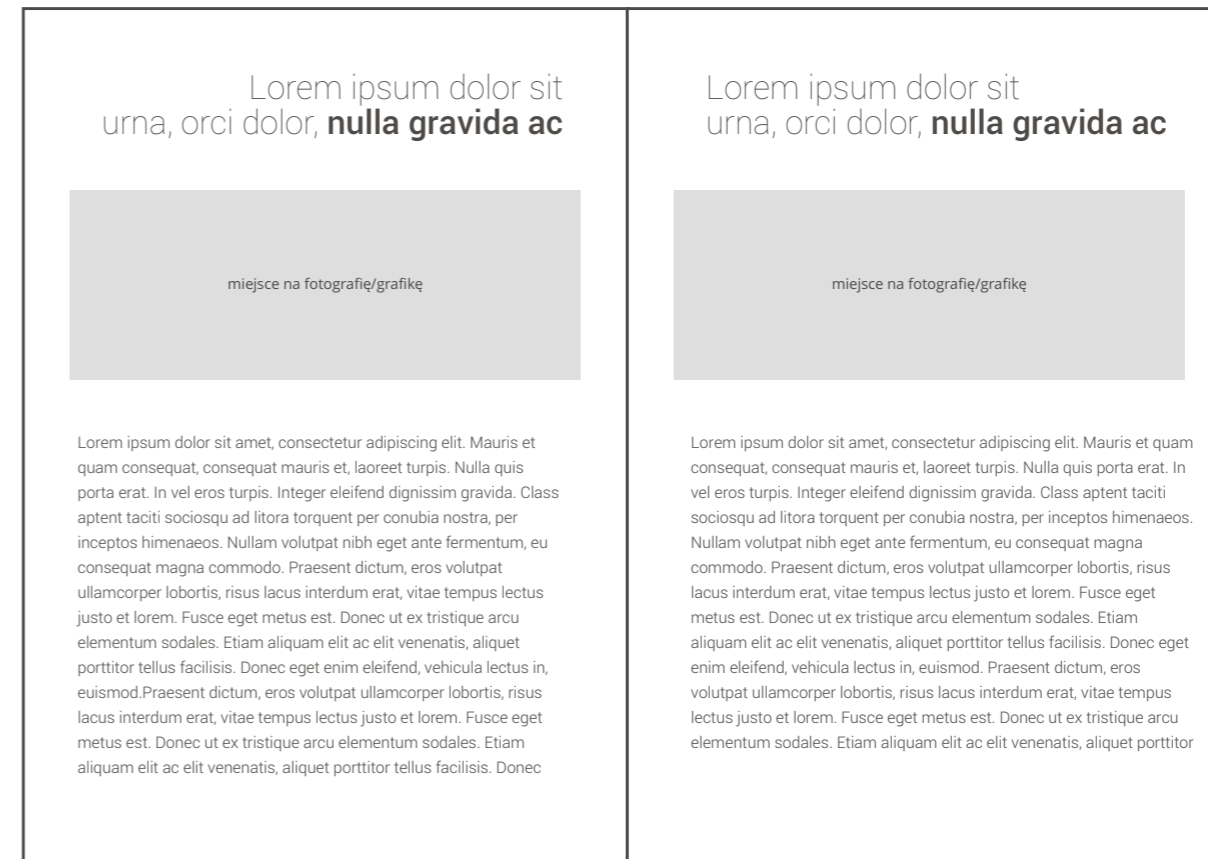 Lorem ipsum dolor sit
urna, orci dolor, nulla gravida ac
miejsce na fotografię/grafikę
Lorem ipsum dolor sit amet, consectetur adipiscing elit. Mauris et
quam consequat, consequat mauris et, laoreet turpis. Nulla quis
porta erat. In vel eros turpis. Integer eleifend dignissim gravida. Class
aptent taciti sociosqu ad litora torquent per conubia nostra, per
inceptos himenaeos. Nullam volutpat nibh eget ante fermentum, eu
consequat magna commodo. Praesent dictum, eros volutpat
ullamcorper lobortis, risus lacus interdum erat, vitae tempus lectus
justo et lorem. Fusce eget metus est. Donec ut ex tristique arcu
elementum sodales. Etiam aliquam elit ac elit venenatis, aliquet
porttitor tellus facilisis. Donec eget enim eleifend, vehicula lectus in,
euismod.Praesent dictum, eros volutpat ullamcorper lobortis, risus
lacus interdum erat, vitae tempus lectus justo et lorem. Fusce eget
metus est. Donec ut ex tristique arcu elementum sodales. Etiam
aliquam elit ac elit venenatis, aliquet porttitor tellus facilisis. Donec
Lorem ipsum dolor sit
urna, orci dolor, nulla gravida ac
miejsce na fotografię/grafikę
Lorem ipsum dolor sit amet, consectetur adipiscing elit. Mauris et quam
consequat, consequat mauris et, laoreet turpis. Nulla quis porta erat. In
vel eros turpis. Integer eleifend dignissim gravida. Class aptent taciti
sociosqu ad litora torquent per conubia nostra, per inceptos himenaeos.
Nullam volutpat nibh eget ante fermentum, eu consequat magna
commodo. Praesent dictum, eros volutpat ullamcorper lobortis, risus
lacus interdum erat, vitae tempus lectus justo et lorem. Fusce eget
metus est. Donec ut ex tristique arcu elementum sodales. Etiam
aliquam elit ac elit venenatis, aliquet porttitor tellus facilisis. Donec eget
enim eleifend, vehicula lectus in, euismod. Praesent dictum, eros
volutpat ullamcorper lobortis, risus lacus interdum erat, vitae tempus
lectus justo et lorem. Fusce eget metus est. Donec ut ex tristique arcu
elementum sodales. Etiam aliquam elit ac elit venenatis, aliquet porttitor